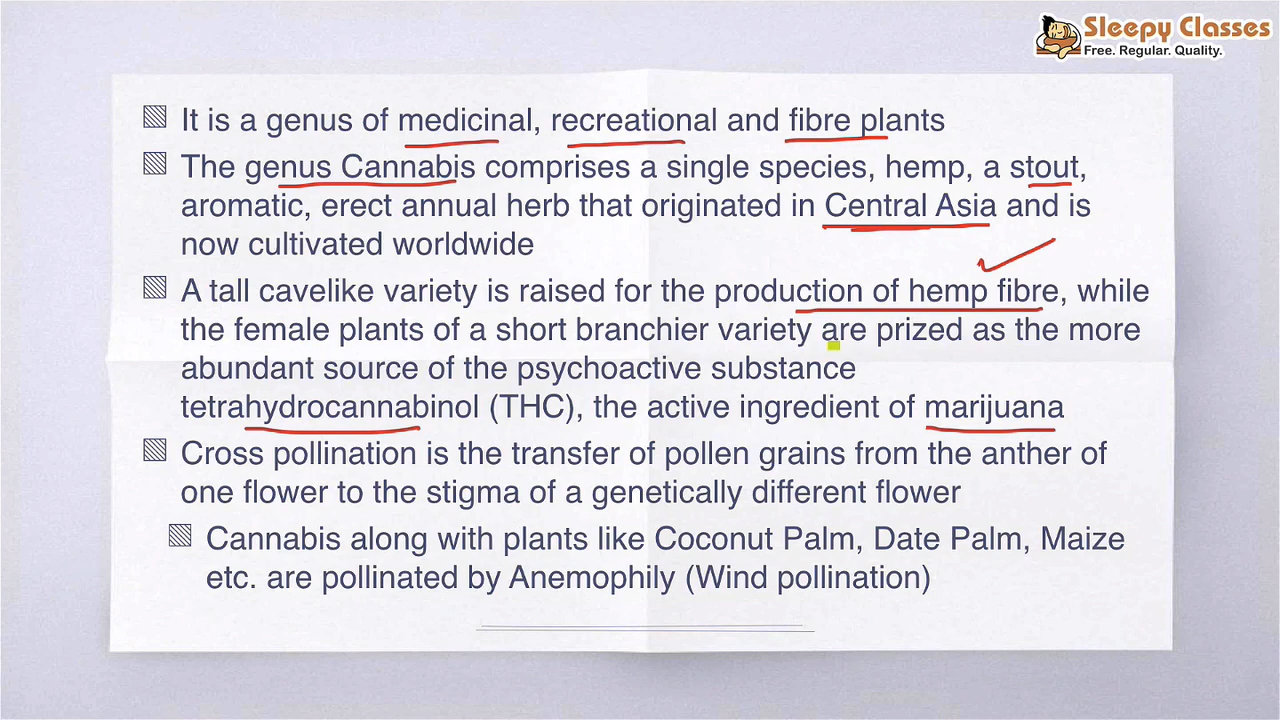 Sleepy Classes
Free. Regular. Quality.
It is a genus of medicinal, recreational and fibre plants
The genus Cannabis comprises a single species, hemp, a stout,
aromatic, erect annual herb that originated in Central Asia and is
now cultivated worldwide
A tall cavelike variety is raised for the production of hemp fibre, while
the female plants of a short branchier variety are prized as the more
abundant source of the psychoactive substance
tetrahydrocannabinol (THC), the active ingredient of marijuana
Cross pollination is the transfer of pollen grains from the anther of
one flower to the stigma of a genetically different flower
Cannabis along with plants like Coconut Palm, Date Palm, Maize
etc. are pollinated by Anemophily (Wind pollination)